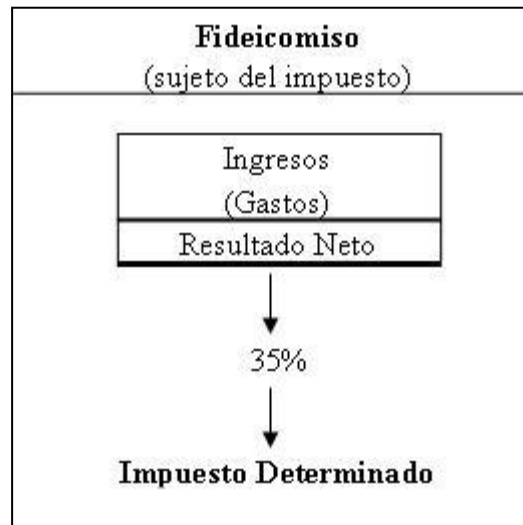 Fideicomiso
(sujeto del impuesto)
Ingresos
(Gastos)
Resultado Neto
35%
Impuesto Determinado